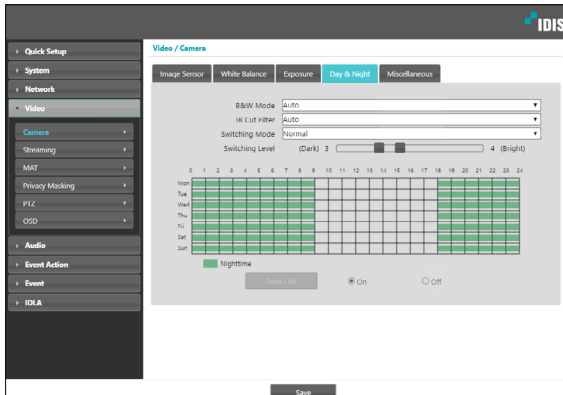 IDIS
Quick Setup
System
Network
Video
Camera
Streaming
MAT
Privacy Masking
PTZ
OSD
Audio
Event Action
Event
IDLA
Video / Camera
Image Sensor White Balance Exposure Day & Night Miscellaneous
B&W Mode Auto
IR Cut Filter Auto
Switching Mode Normal
Switching Level (Dark) 3 4 (Bright)
0 1 2 3 4 5 6 7 8 9 10 11 12 13 14 15 16 17 18 19 20 21 22 23 24
Mon
Tue
Wed
Thu
Fri
Sat
Sun
Nighttime
Select All On Off
Save